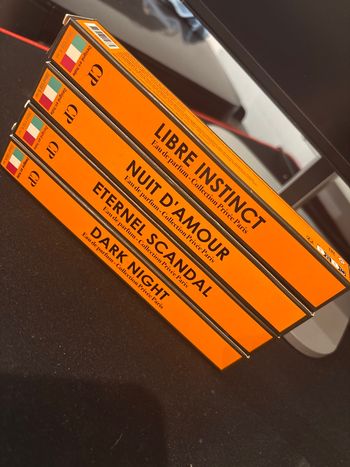 LIBRE INSTINCT
Eau de parfum - Collection Privée Paris
NUIT D'AMOUR
Eau de parfum - Collection Privée Paris
ETERNEL SCANDAL
Eau de parfum - Collection Privée Paris
DARK NIGHT
Eau de parfum - Collection Privée Paris